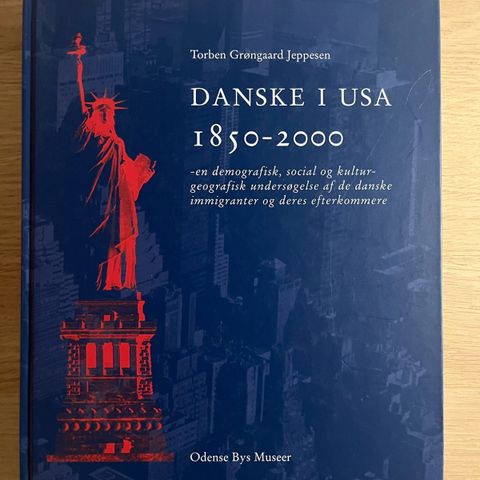 Torben Grøngaard Jeppesen
DANSKE I USA
1850-2000
-en demografisk, social og kultur-
geografisk undersøgelse af de danske
immigranter og deres efterkommere
Odense Bys Museer